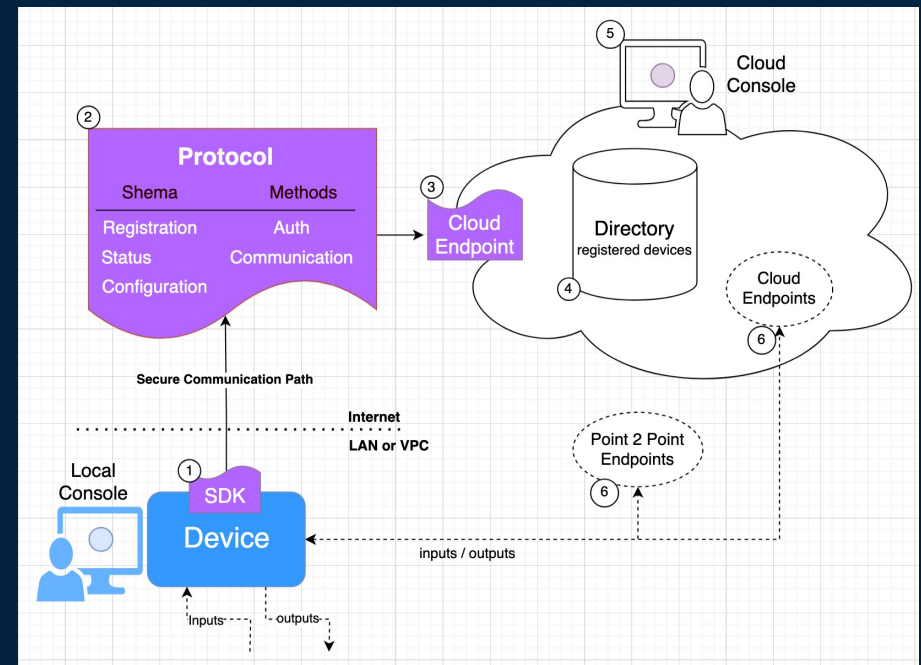 5
Cloud
Console
2
Protocol
Shema Methods
Registration Auth
Status Communication
Configuration
3
Cloud
Endpoint
Directory
registered devices
4
Cloud
Endpoints
6
Secure Communication Path
Internet
LAN or VPC
Point 2 Point
Endpoints
6
Local
Console
1
SDK
Device
inputs / outputs
Inputs
outputs